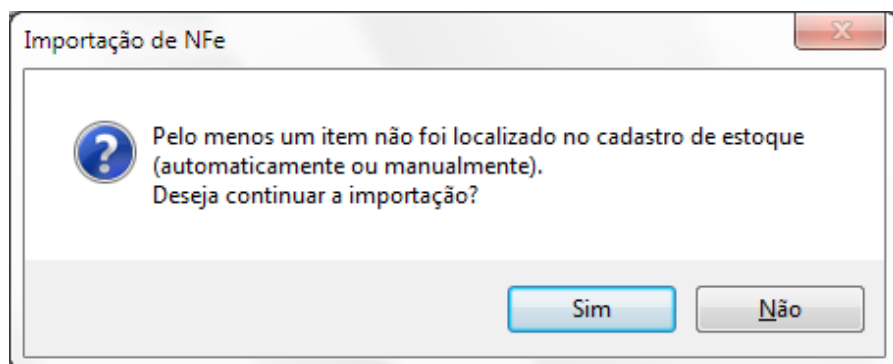 Importação de NFe
Pelo menos um item não foi localizado no cadastro de estoque
(automaticamente ou manualmente).
Deseja continuar a importação?
Sim
Não